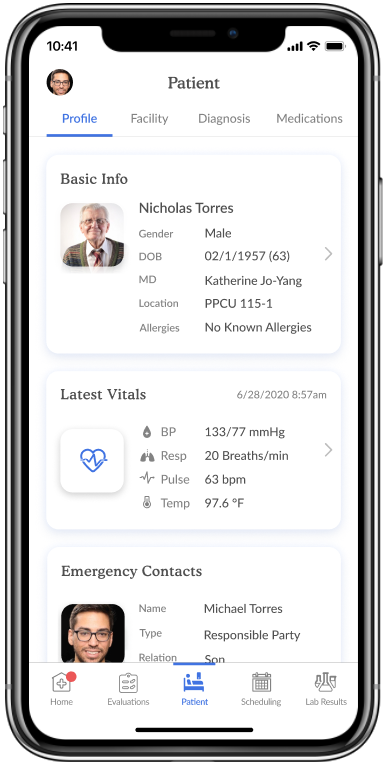 10:41
Patient
Profile Facility Diagnosis Medications
Basic Info
Nicholas Torres
Gender Male
DOB 02/1/1957 (63)
MD Katherine Jo-Yang
Location PPCU 115-1
Allergies No Known Allergies
Latest Vitals 6/28/2020 8:57am
BP 133/77 mmHg
Resp 20 Breaths/min
Pulse 63 bpm
Temp 97.6 °F
Emergency Contacts
Name Michael Torres
Type Responsible Party
Relation Son
Home Evaluations Patient Scheduling Lab Results